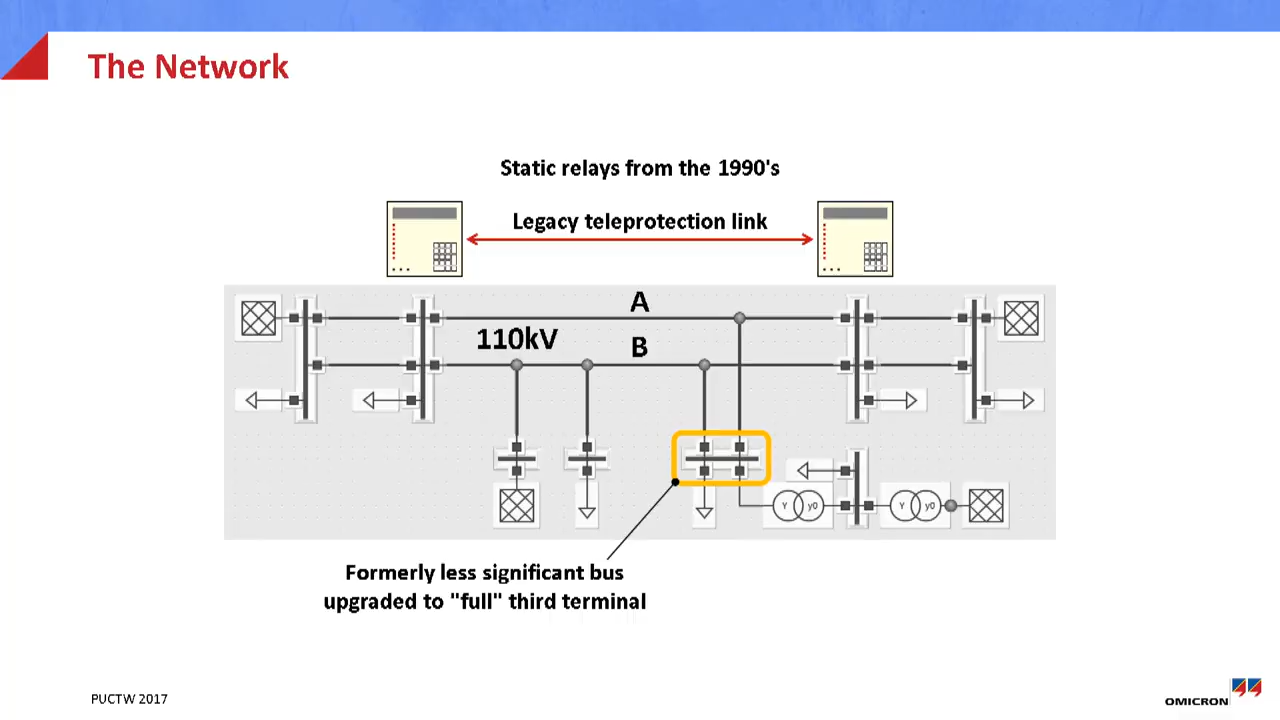 The Network
Static relays from the 1990's
Legacy teleprotection link
A
110kV
B
Y y0
Y y0
Formerly less significant bus
upgraded to "full" third terminal
PUCTW 2017
OMICRON